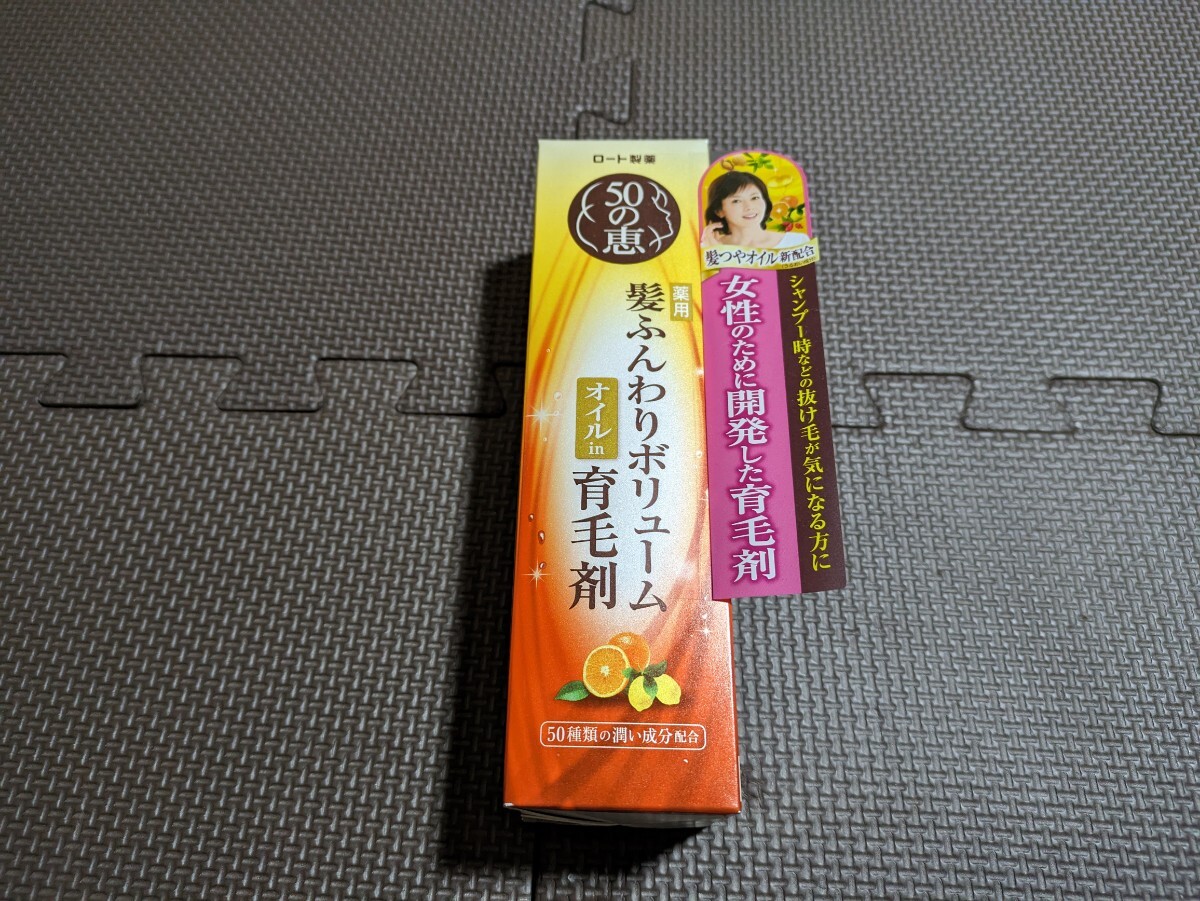 ロート製薬
50の恵
薬用
髪ふんわりボリューム
オイルin
育毛剤
50種類の潤い成分配合
髪つやオイル新配合
シャンプー時などの抜け毛が気になる方に
女性のために開発した育毛剤